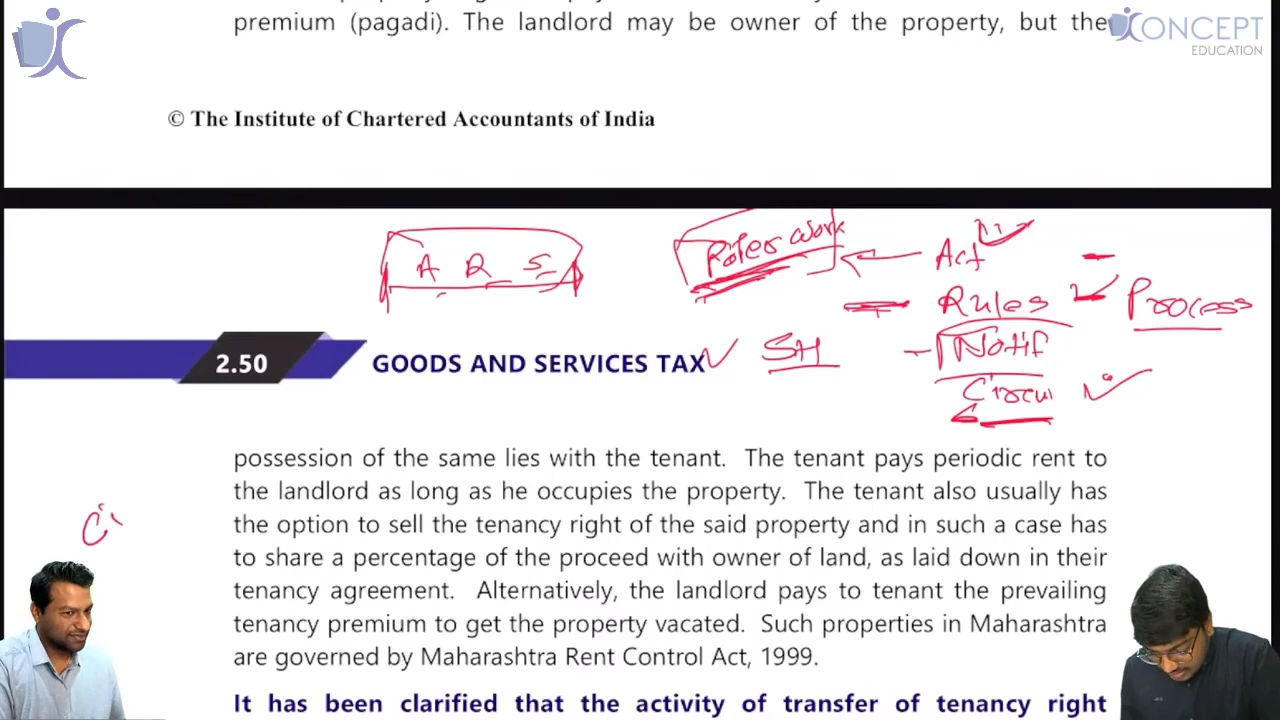 premium (pagadi). The landlord may be owner of the property, but the
CONCEPT
EDUCATION
© The Institute of Chartered Accountants of India
A R S
work
Act
Rules
Process
Notif
SH
Circu
2.50
GOODS AND SERVICES TAX
possession of the same lies with the tenant. The tenant pays periodic rent to
the landlord as long as he occupies the property. The tenant also usually has
the option to sell the tenancy right of the said property and in such a case has
to share a percentage of the proceed with owner of land, as laid down in their
tenancy agreement. Alternatively, the landlord pays to tenant the prevailing
tenancy premium to get the property vacated. Such properties in Maharashtra
are governed by Maharashtra Rent Control Act, 1999.
Ci
It has been clarified that the activity of transfer of tenancy right